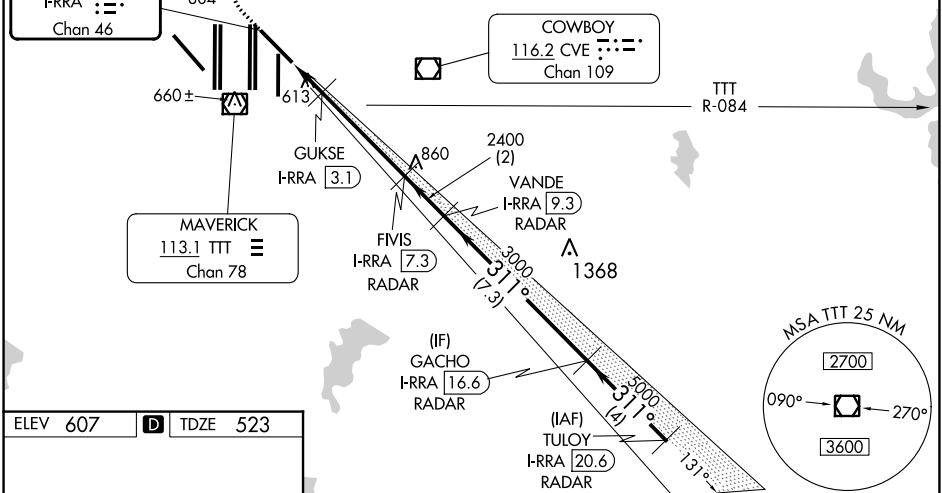 I-RRA
Chan 46
COWBOY
116.2 CVE
Chan 109
TTT
R-084
660±
613
GUKSE
I-RRA 3.1
860
2400
(2)
VANDE
I-RRA 9.3
RADAR
MAVERICK
113.1 TTT
Chan 78
FIVIS
I-RRA 7.3
RADAR
3000
311°
(7.3)
1368
(IF)
GACHO
I-RRA 16.6
RADAR
5000
311°
(4)
(IAF)
TULOY
I-RRA 20.6
RADAR
131°
MSA TTT 25 NM
2700
090°
270°
3600
ELEV 607 D TDZE 523